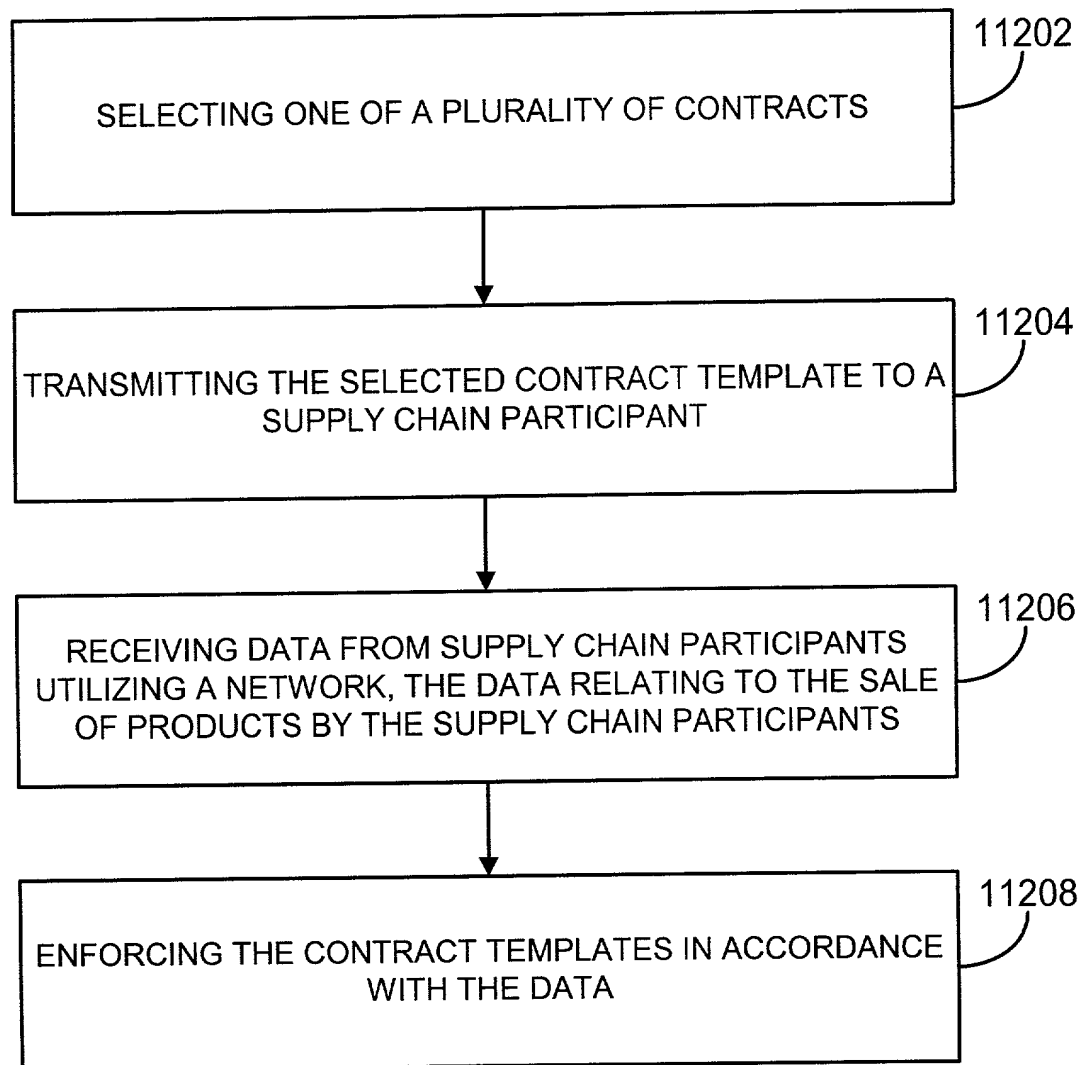 11202
SELECTING ONE OF A PLURALITY OF CONTRACTS
11204
TRANSMITTING THE SELECTED CONTRACT TEMPLATE TO A
SUPPLY CHAIN PARTICIPANT
11206
RECEIVING DATA FROM SUPPLY CHAIN PARTICIPANTS
UTILIZING A NETWORK, THE DATA RELATING TO THE SALE
OF PRODUCTS BY THE SUPPLY CHAIN PARTICIPANTS
11208
ENFORCING THE CONTRACT TEMPLATES IN ACCORDANCE
WITH THE DATA